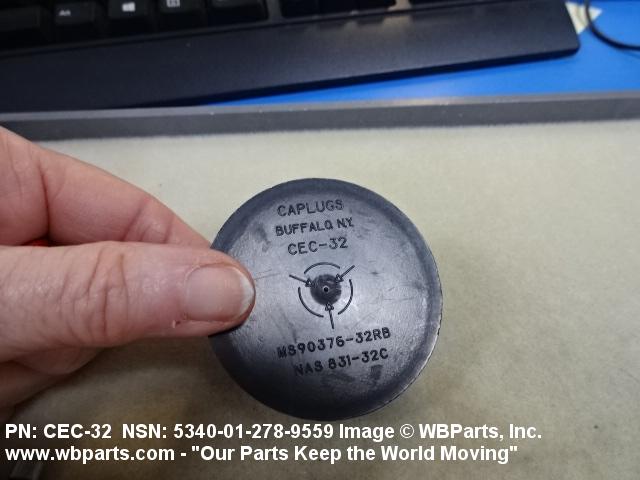 CAPLUGS
BUFFALO, N.Y.
CEC-32
MS90376-32RB
NAS 831-32C
PN: CEC-32 NSN: 5340-01-278-9559 Image © WBParts, Inc.
www.wbparts.com - "Our Parts Keep the World Moving"